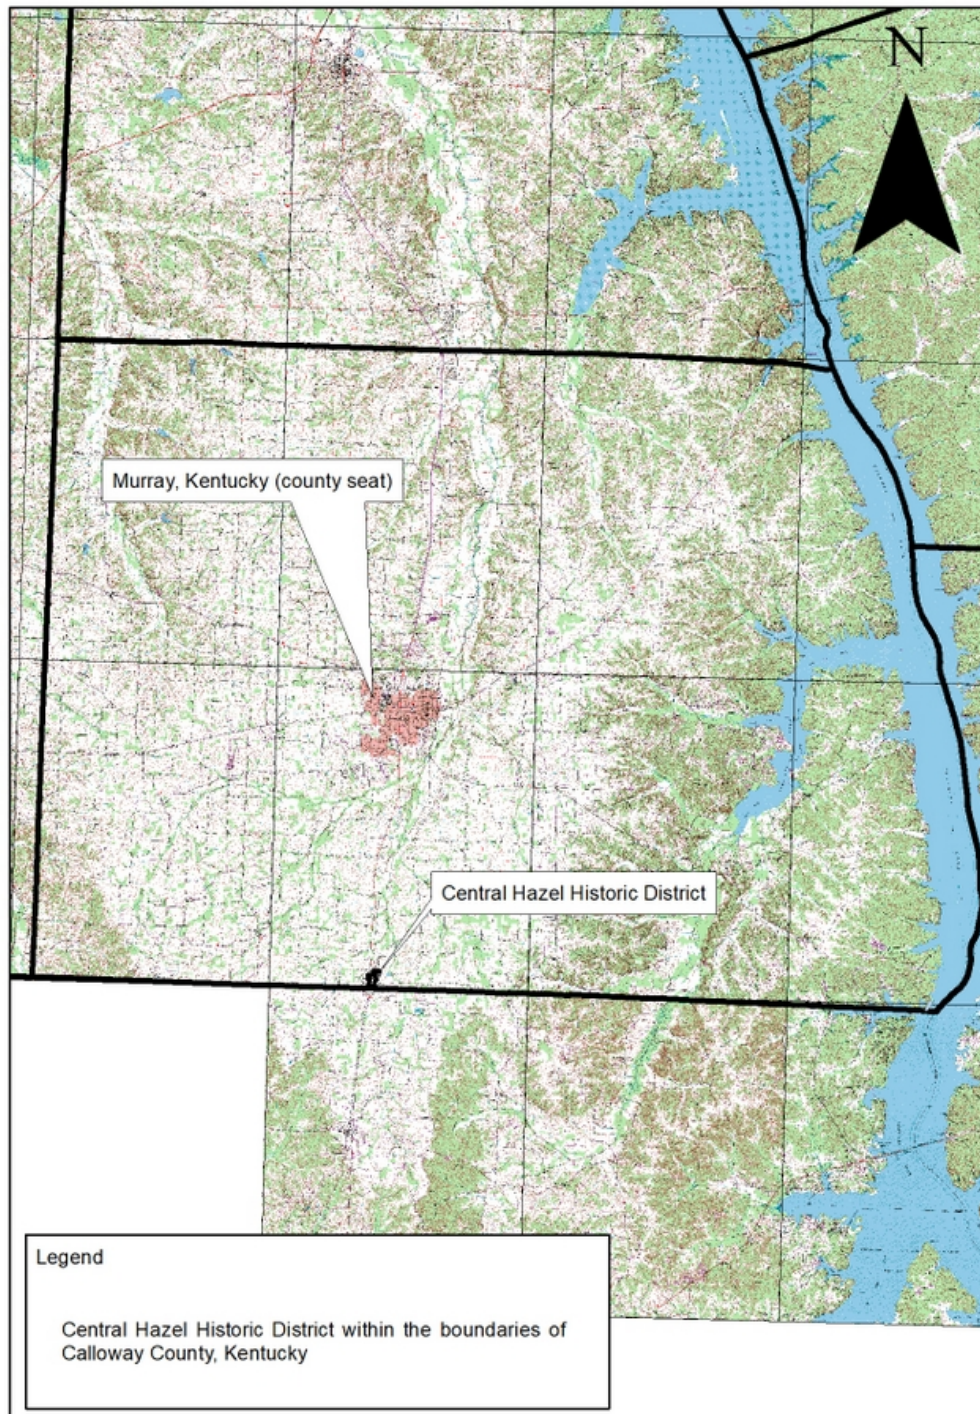 N
Murray, Kentucky (county seat)
Central Hazel Historic District
Legend
Central Hazel Historic District within the boundaries of
Calloway County, Kentucky